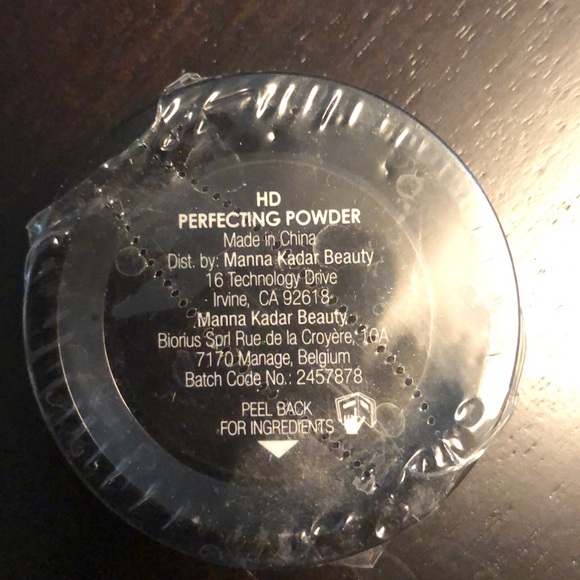 HD
PERFECTING POWDER
Made in China
Dist. by: Manna Kadar Beauty
16 Technology Drive
Irvine, CA 92618
Manna Kadar Beauty
Biorius Sprl Rue de la Croyère, 10A
7170 Manage, Belgium
Batch Code No.: 2457878
PEEL BACK
FOR INGREDIENTS